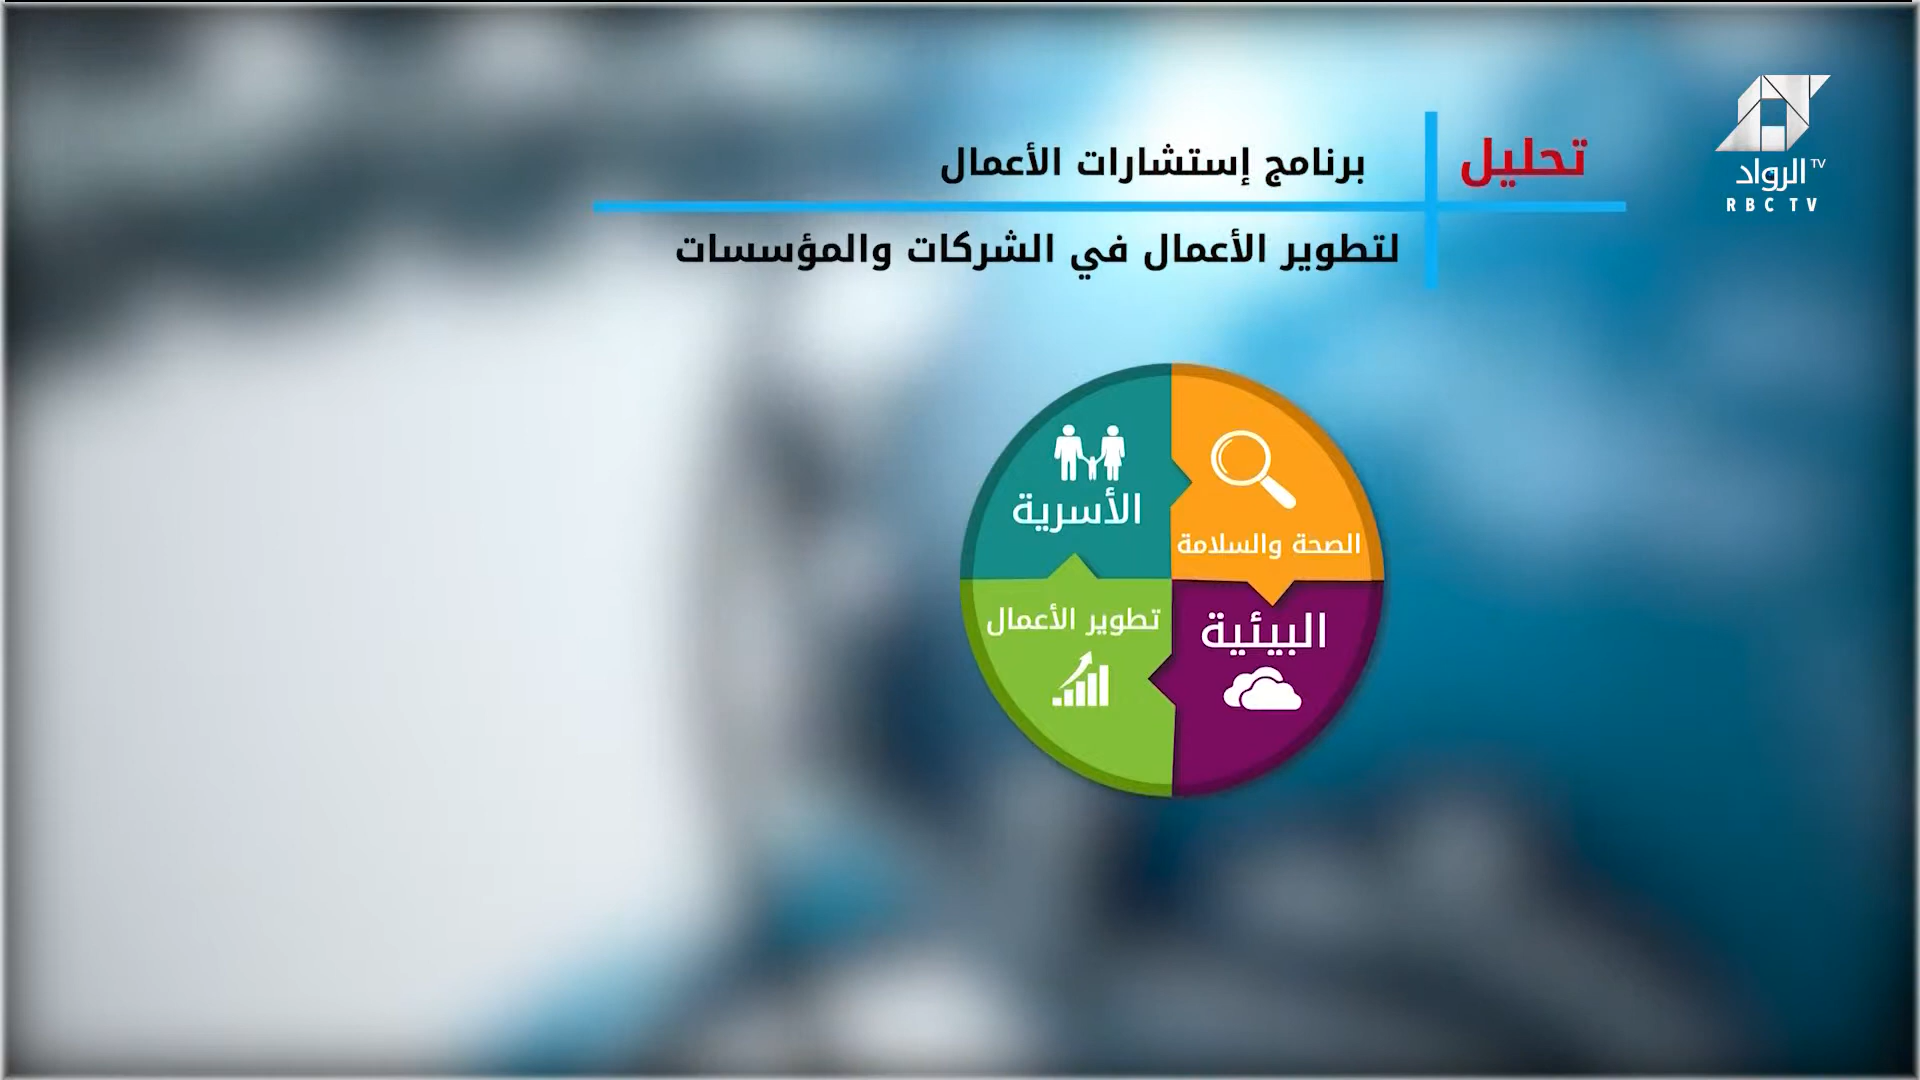 تحليل
برنامج إستشارات الأعمال
لتطوير الأعمال في الشركات والمؤسسات
الرواد TV
RBC TV
الصحة والسلامة
الأسرية
البيئية
تطوير الأعمال